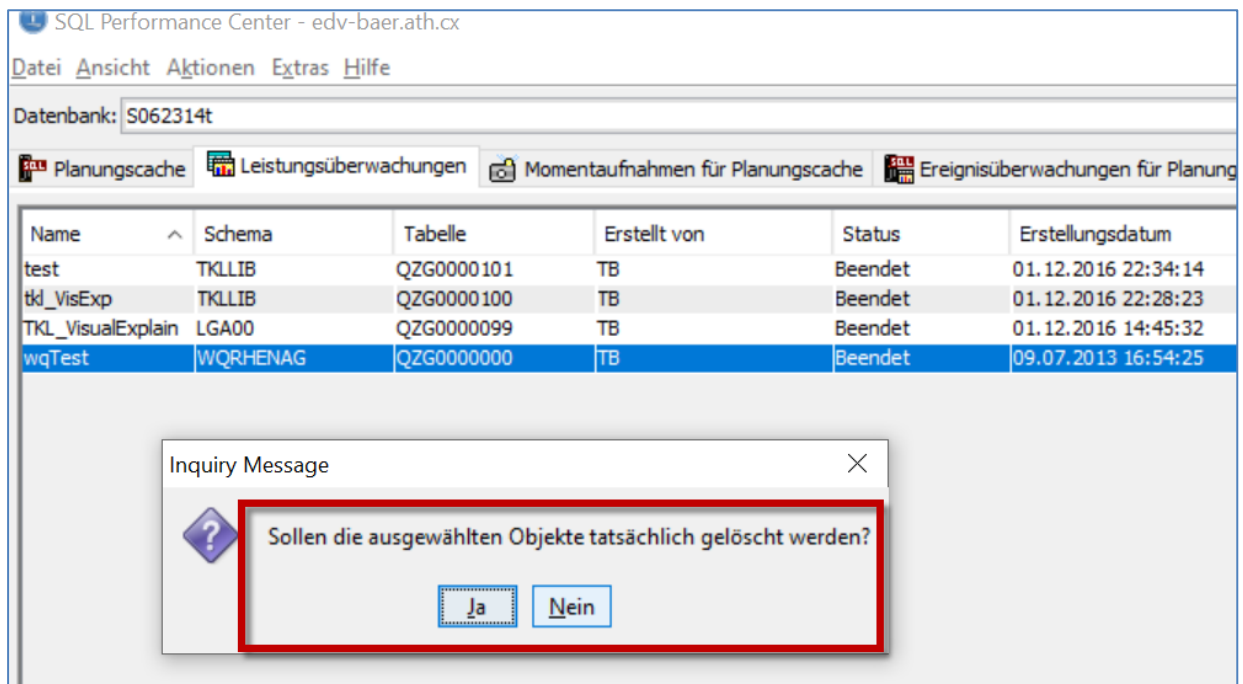 SQL Performance Center - edv-baer.ath.cx
Datei Ansicht Aktionen Extras Hilfe
Datenbank: S062314t
Planungscache Leistungsüberwachungen Momentaufnahmen für Planungscache Ereignisüberwachungen für Planung
Name Schema Tabelle Erstellt von Status Erstellungsdatum
test TKLLIB QZG0000101 TB Beendet 01.12.2016 22:34:14
tkl_VisExp TKLLIB QZG0000100 TB Beendet 01.12.2016 22:28:23
TKL_VisualExplain LGA00 QZG0000099 TB Beendet 01.12.2016 14:45:32
wqTest WQRHENAG QZG0000000 TB Beendet 09.07.2013 16:54:25
Inquiry Message
Sollen die ausgewählten Objekte tatsächlich gelöscht werden?
Ja Nein